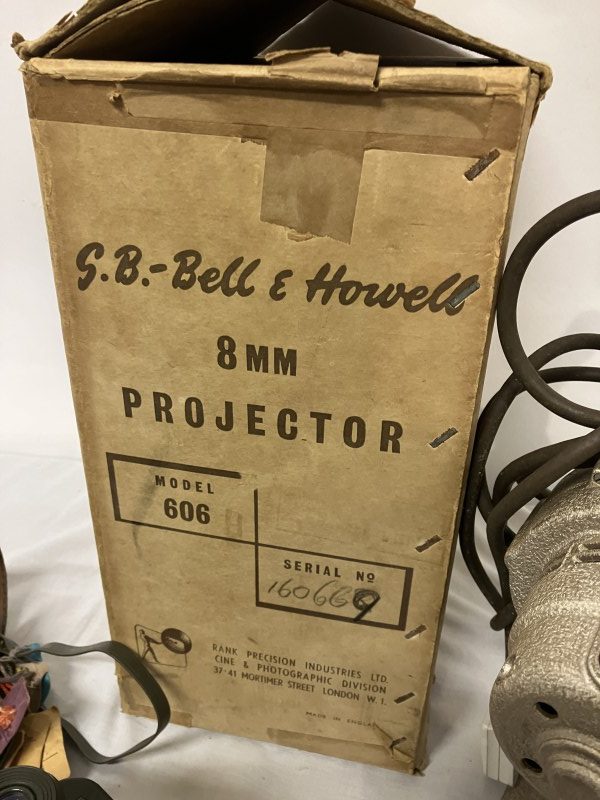 G.B.-Bell & Howell
8MM
PROJECTOR
MODEL
606
SERIAL Nº
160669
RANK PRECISION INDUSTRIES LTD.
CINE & PHOTOGRAPHIC DIVISION
37-41 MORTIMER STREET LONDON W.1.
MADE IN ENGLAND